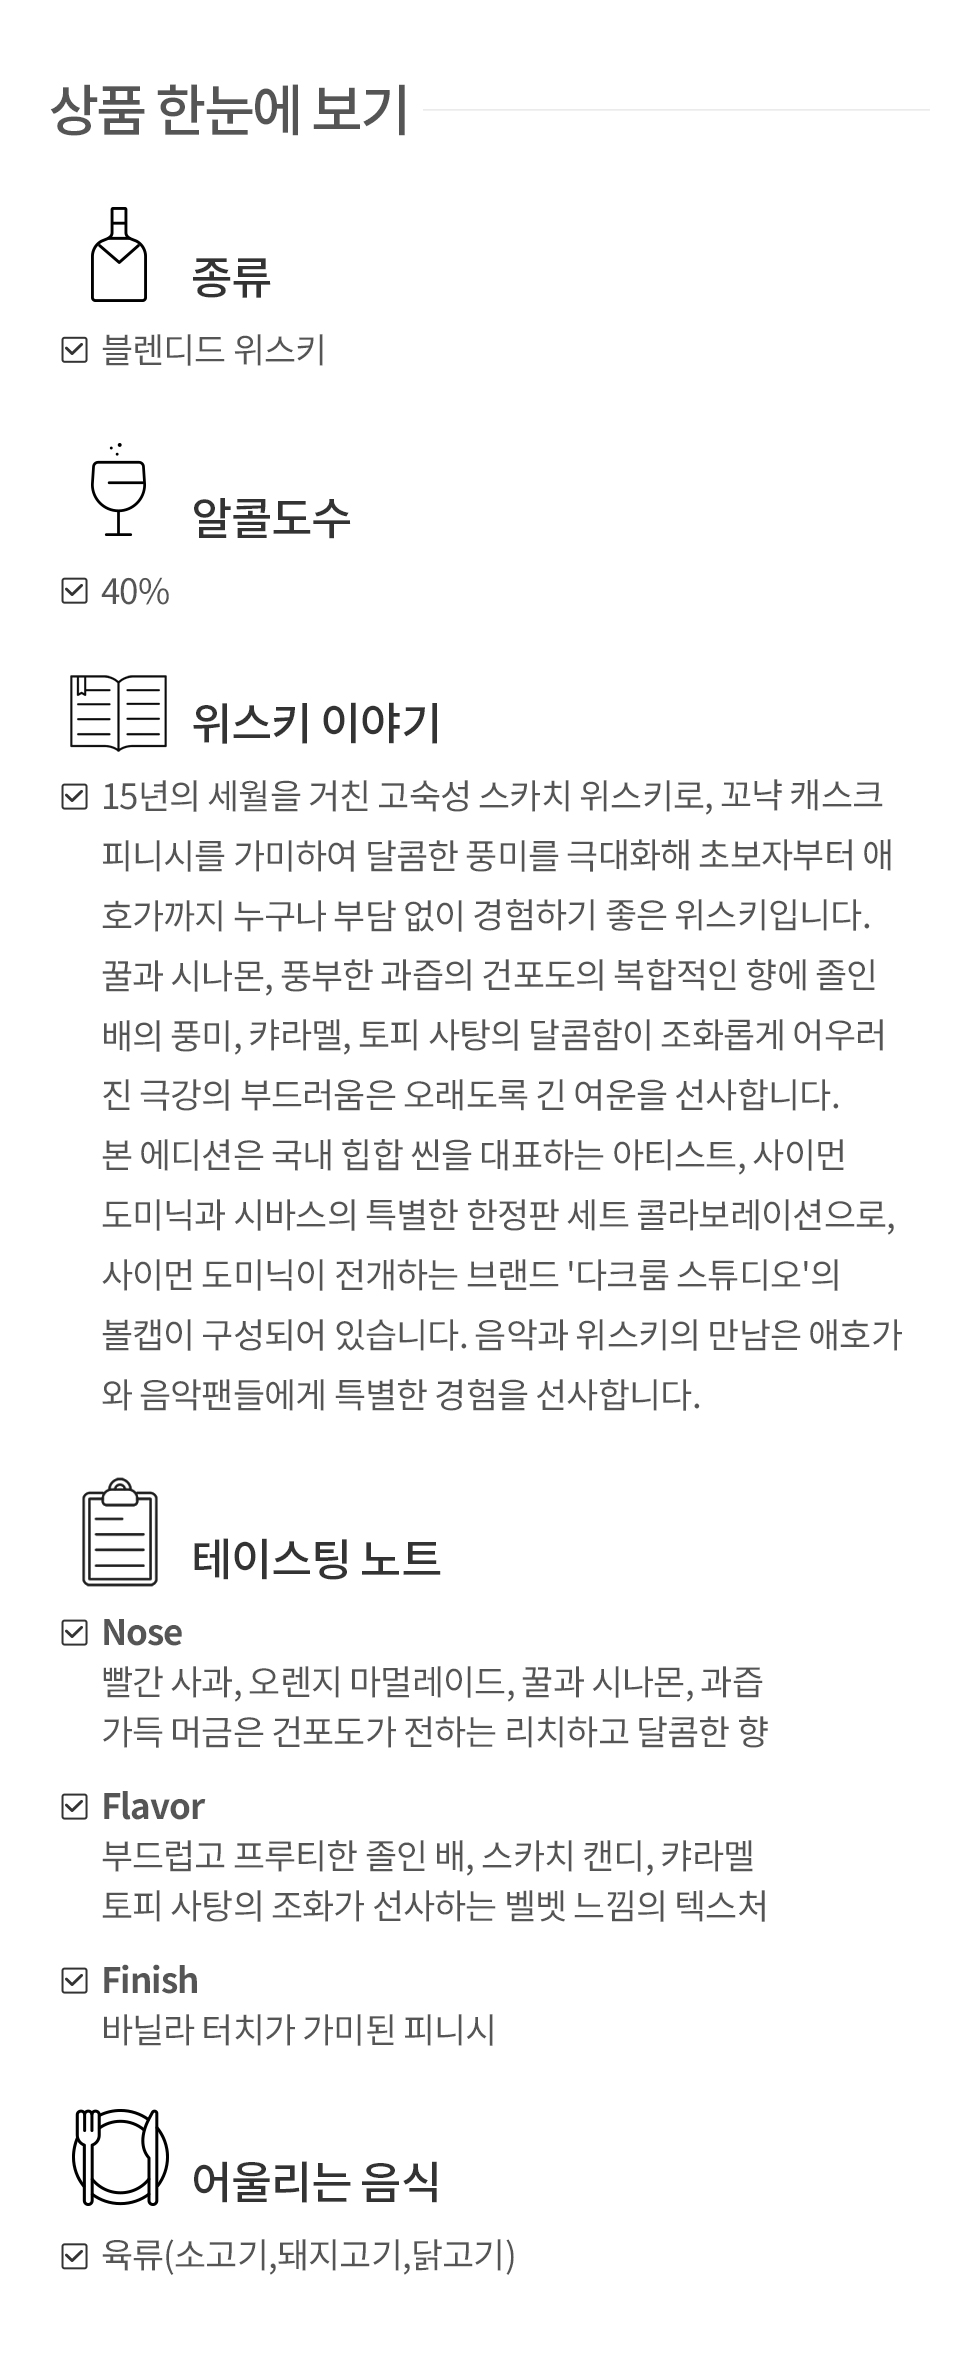 상품 한눈에 보기
종류
블렌디드 위스키
알콜도수
40%
위스키 이야기
15년의 세월을 거친 고숙성 스카치 위스키로, 꼬냑 캐스크
피니시를 가미하여 달콤한 풍미를 극대화해 초보자부터 애
호가까지 누구나 부담 없이 경험하기 좋은 위스키입니다.
꿀과 시나몬, 풍부한 과즙의 건포도의 복합적인 향에 졸인
배의 풍미, 캬라멜, 토피 사탕의 달콤함이 조화롭게 어우러
진 극강의 부드러움은 오래도록 긴 여운을 선사합니다.
본 에디션은 국내 힙합 씬을 대표하는 아티스트, 사이먼
도미닉과 시바스의 특별한 한정판 세트 콜라보레이션으로,
사이먼 도미닉이 전개하는 브랜드 '다크룸 스튜디오'의
볼캡이 구성되어 있습니다. 음악과 위스키의 만남은 애호가
와 음악팬들에게 특별한 경험을 선사합니다.
테이스팅 노트
Nose
빨간 사과, 오렌지 마멀레이드, 꿀과 시나몬, 과즙
가득 머금은 건포도가 전하는 리치하고 달콤한 향
Flavor
부드럽고 프루티한 졸인 배, 스카치 캔디, 캬라멜
토피 사탕의 조화가 선사하는 벨벳 느낌의 텍스처
Finish
바닐라 터치가 가미된 피니시
어울리는 음식
육류(소고기,돼지고기,닭고기)